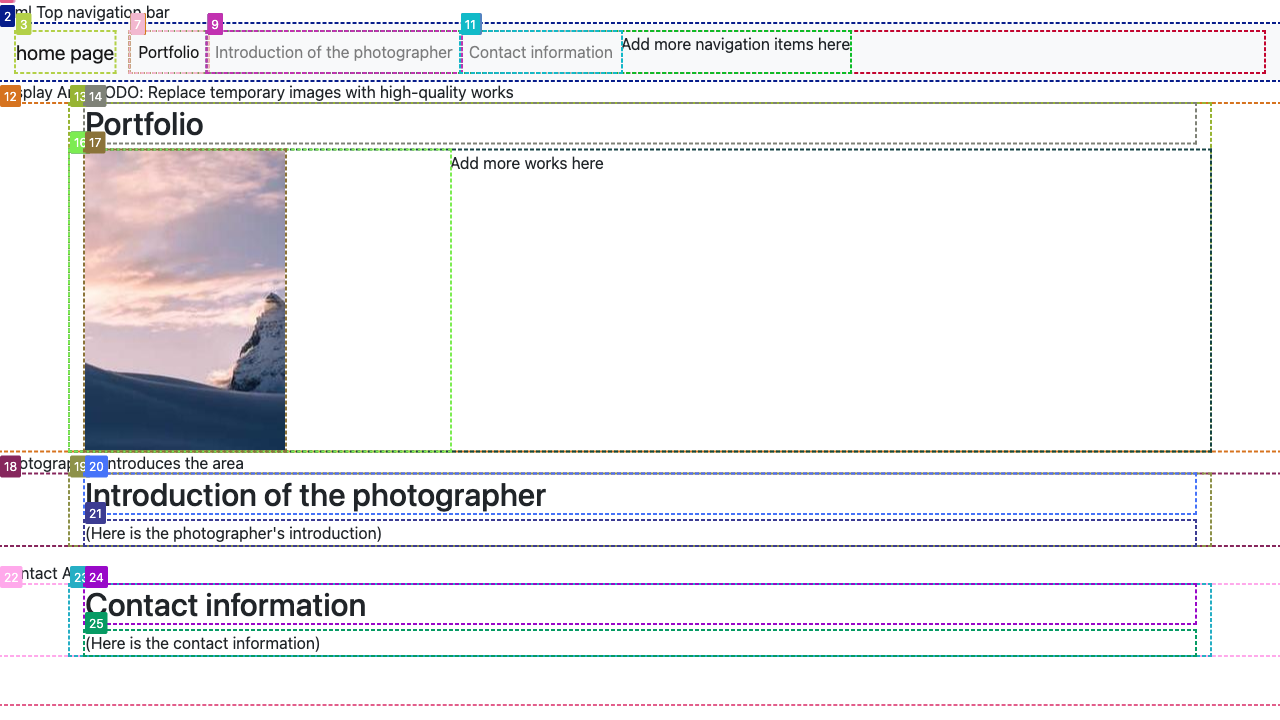 ml Top navigation bar
2
3
7
9
11
home page
Portfolio
Introduction of the photographer
Contact information
Add more navigation items here
12
splay A
13
14
ODO: Replace temporary images with high-quality works
Portfolio
16
17
Add more works here
18
otograp
19
20
ntroduces the area
Introduction of the photographer
21
(Here is the photographer's introduction)
22
ntact A
23
24
Contact information
25
(Here is the contact information)